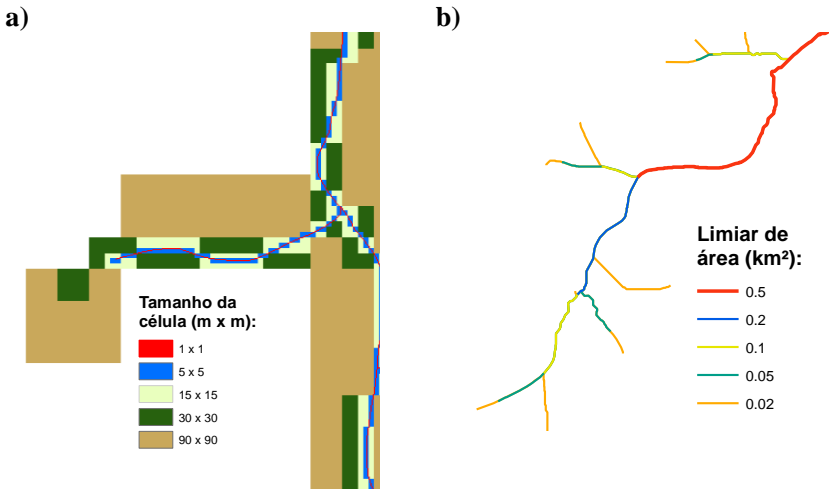 a)
Tamanho da
célula (m x m):
1 x 1
5 x 5
15 x 15
30 x 30
90 x 90
b)
Limiar de
área (km²):
0.5
0.2
0.1
0.05
0.02